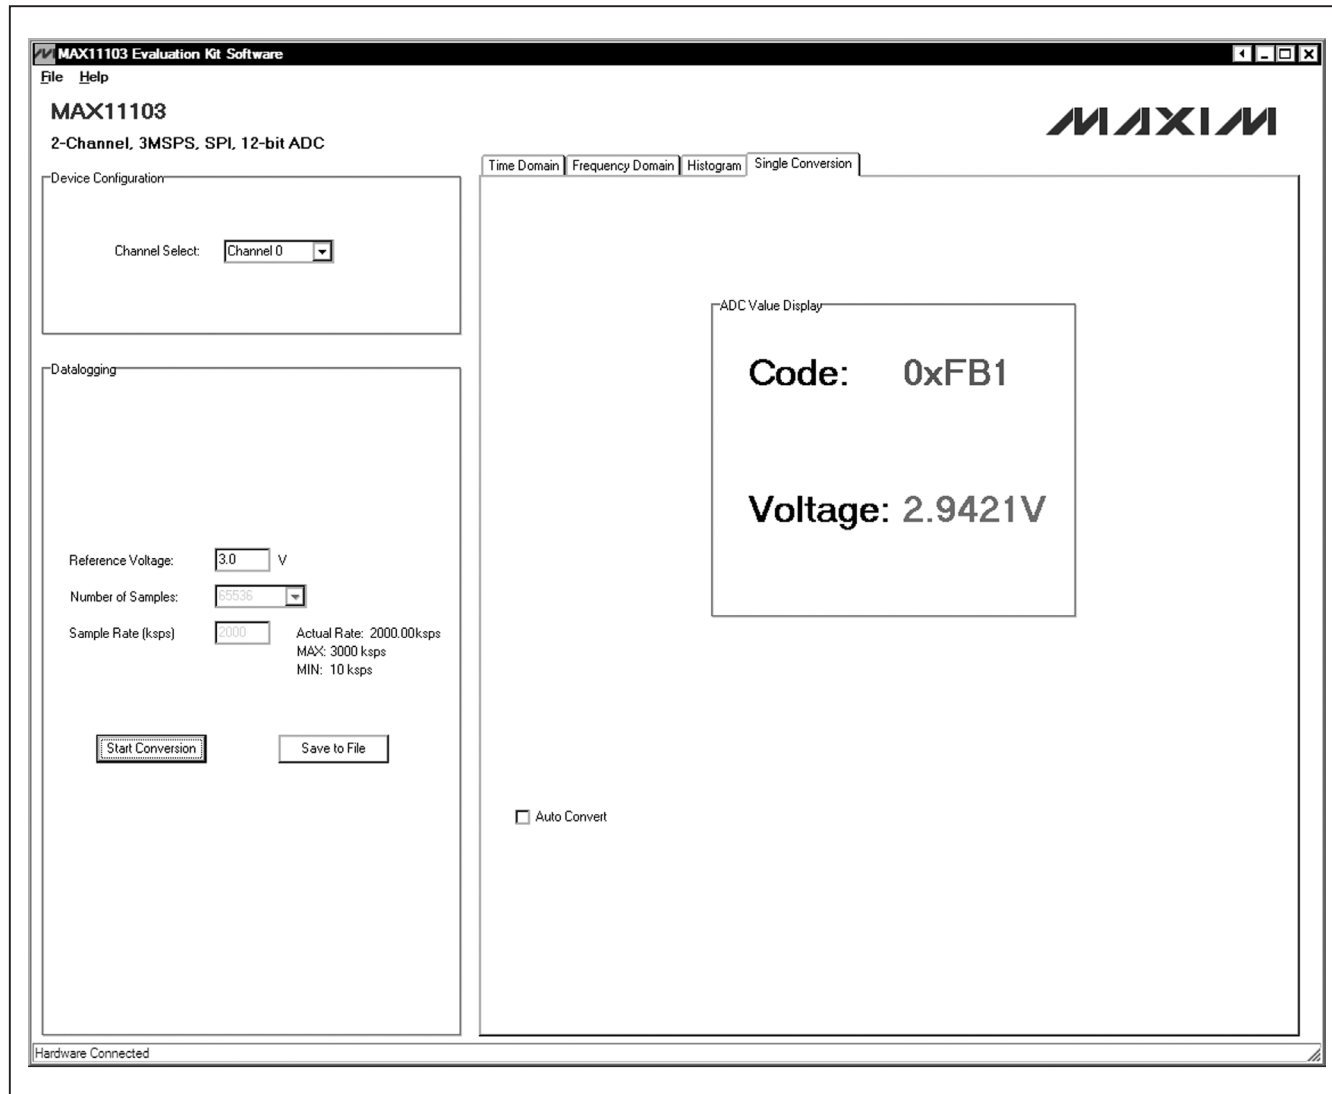 MAX11103 Evaluation Kit Software
File Help
MAX11103
2-Channel, 3MSPS, SPI, 12-bit ADC
MAXIM
Device Configuration
Channel Select: Channel 0
Datalogging
Reference Voltage: 3.0 V
Number of Samples: 65536
Sample Rate (ksps) 2000 Actual Rate: 2000.00ksps
MAX: 3000 ksps
MIN: 10 ksps
Start Conversion Save to File
Time Domain Frequency Domain Histogram Single Conversion
ADC Value Display
Code: 0xFB1
Voltage: 2.9421V
Auto Convert
Hardware Connected